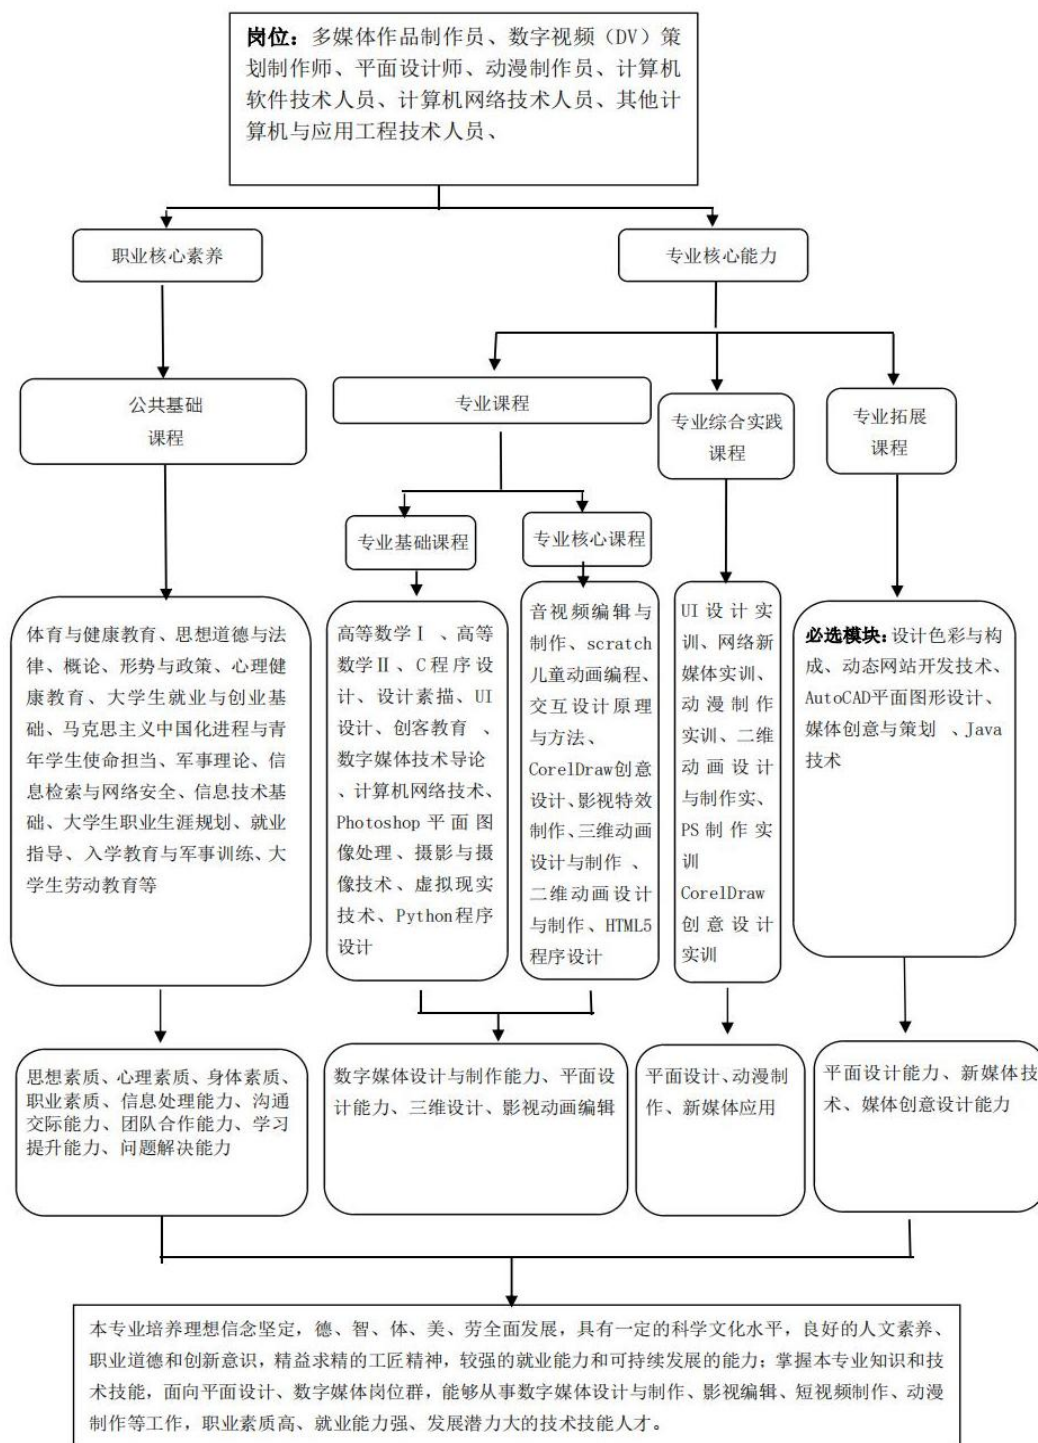 岗位：多媒体作品制作员、数字视频（DV）策
划制作师、平面设计师、动漫制作员、计算机
软件技术人员、计算机网络技术人员、其他计
算机与应用工程技术人员、
职业核心素养
专业核心能力
公共基础
课程
专业课程
专业综合实践
课程
专业拓展
课程
专业基础课程
专业核心课程
体育与健康教育、思想道德与法
律、概论、形势与政策、心理健
康教育、大学生就业与创业基
础、马克思主义中国化进程与青
年学生使命担当、军事理论、信
息检索与网络安全、信息技术基
础、大学生职业生涯规划、就业
指导、入学教育与军事训练、大
学生劳动教育等
高等数学Ⅰ、高等
数学Ⅱ、C程序设
计、设计素描、UI
设计、创客教育、
数字媒体技术导论
、计算机网络技术、
Photoshop平面图
像处理、摄影与摄
像技术、虚拟现实
技术、Python程序
设计
音视频编辑与
制作、scratch
儿童动画编程、
交互设计原理
与方法、
CorelDraw创意
设计、影视特效
制作、三维动画
设计与制作、
二维动画设计
与制作、HTML5
程序设计
UI设计实
训、网络新
媒体实训、
动漫制作
实训、二维
动画设计
与制作实、
PS制作实
训
CorelDraw
创意设计
实训
必选模块：设计色彩与构
成、动态网站开发技术、
AutoCAD平面图形设计、
媒体创意与策划 、Java
技术
思想素质、心理素质、身体素质、
职业素质、信息处理能力、沟通
交际能力、团队合作能力、学习
提升能力、问题解决能力
数字媒体设计与制作能力、平面设
计能力、三维设计、影视动画编辑
平面设计、动漫制
作、新媒体应用
平面设计能力、新媒体技
术、媒体创意设计能力
本专业培养理想信念坚定，德、智、体、美、劳全面发展，具有一定的科学文化水平，良好的人文素养、
职业道德和创新意识，精益求精的工匠精神，较强的就业能力和可持续发展的能力；掌握本专业知识和技
术技能，面向平面设计、数字媒体岗位群，能够从事数字媒体设计与制作、影视编辑、短视频制作、动漫
制作等工作，职业素质高、就业能力强、发展潜力大的技术技能人才。